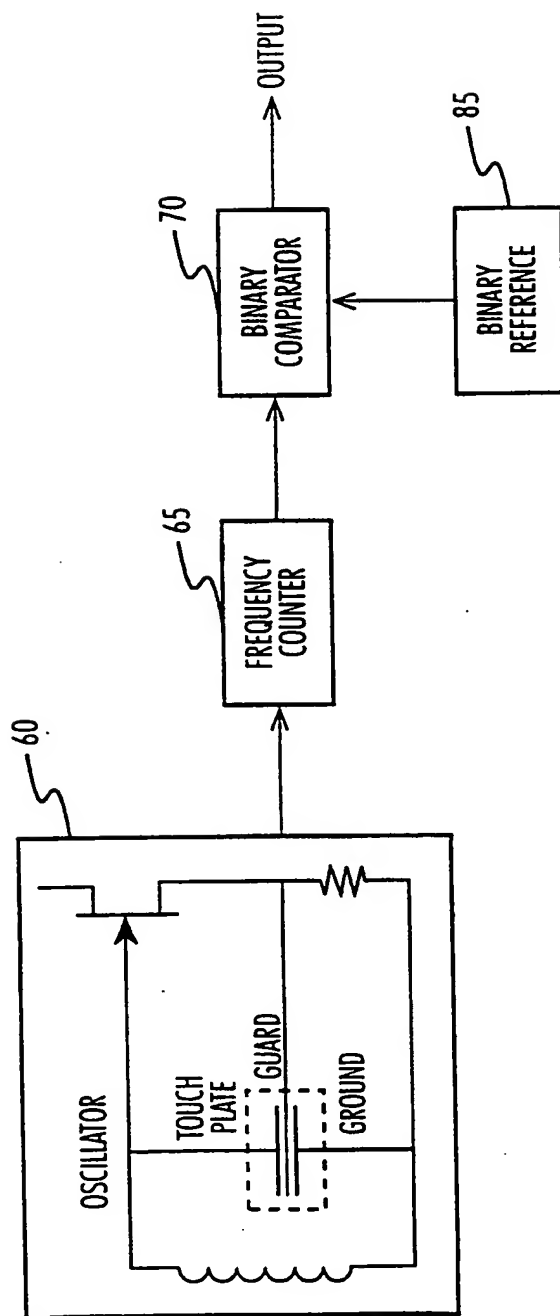 60
OSCILLATOR
TOUCH
PLATE
GUARD
GROUND
65
FREQUENCY
COUNTER
70
BINARY
COMPARATOR
OUTPUT
85
BINARY
REFERENCE